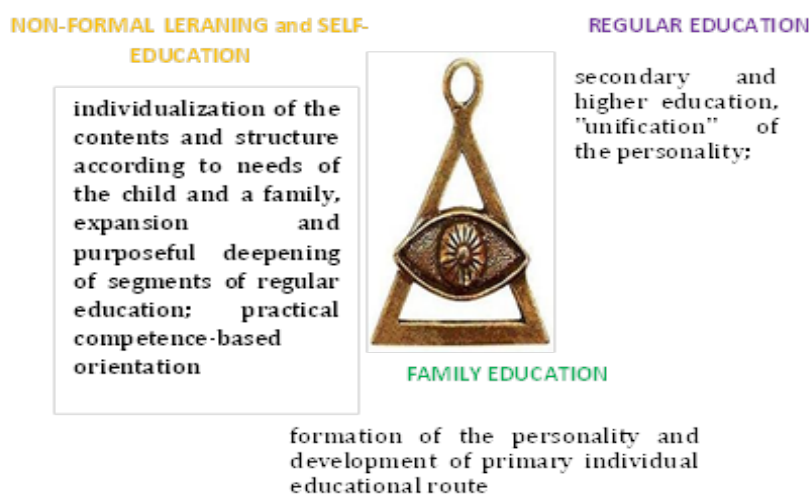 NON-FORMAL LERANING and SELF-
EDUCATION
individualization of the
contents and structure
according to needs of
the child and a family,
expansion and
purposeful deepening
of segments of regular
education; practical
competence-based
orientation
REGULAR EDUCATION
secondary and
higher education,
"unification" of
the personality;
FAMILY EDUCATION
formation of the personality and
development of primary individual
educational route